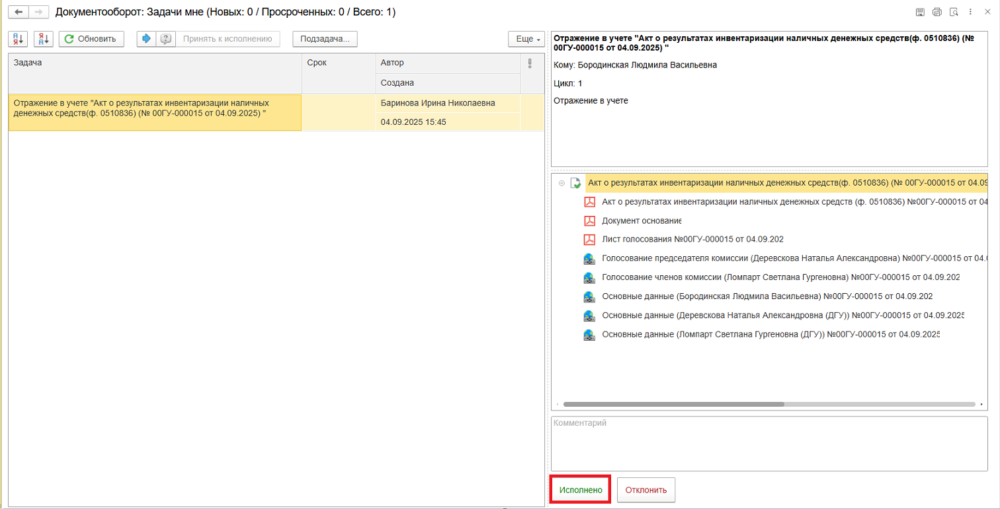 Документооборот: Задачи мне (Новых: 0 / Просроченных: 0 / Всего: 1)
Обновить
Принять к исполнению
Подзадача...
Еще
Задача
Срок
Автор
Создана
Отражение в учете "Акт о результатах инвентаризации наличных
денежных средств(ф. 0510836) (№ 00ГУ-000015 от 04.09.2025) "
Баринова Ирина Николаевна
04.09.2025 15:45
Отражение в учете "Акт о результатах инвентаризации наличных денежных средств(ф. 0510836) (№
00ГУ-000015 от 04.09.2025) "
Кому: Бородинская Людмила Васильевна
Цикл: 1
Отражение в учете
Акт о результатах инвентаризации наличных денежных средств(ф. 0510836) (№ 00ГУ-000015 от 04.09
Акт о результатах инвентаризации наличных денежных средств (ф. 0510836) №00ГУ-000015 от 04
Документ основание
Лист голосования №00ГУ-000015 от 04.09.202
Голосование председателя комиссии (Деревскова Наталья Александровна) №00ГУ-000015 от 04.
Голосование членов комиссии (Ломпарт Светлана Гургеновна) №00ГУ-000015 от 04.09.202
Основные данные (Бородинская Людмила Васильевна) №00ГУ-000015 от 04.09.202
Основные данные (Деревскова Наталья Александровна (ДГУ)) №00ГУ-000015 от 04.09.2025
Основные данные (Ломпарт Светлана Гургеновна (ДГУ)) №00ГУ-000015 от 04.09.2025
Комментарий
Исполнено
Отклонить